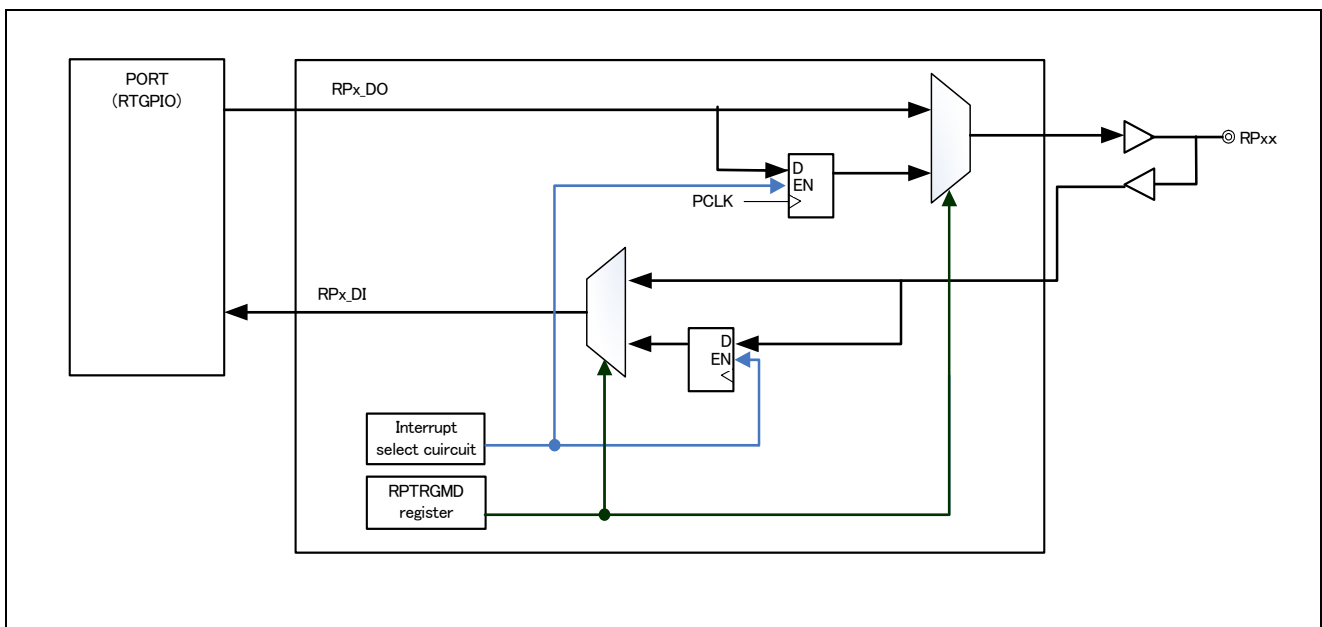 PORT
(RTGPIO)
RPx_DO
D
EN
PCLK
RPxx
RPx_DI
D
EN
Interrupt
select cuircuit
RPTRGMD
register